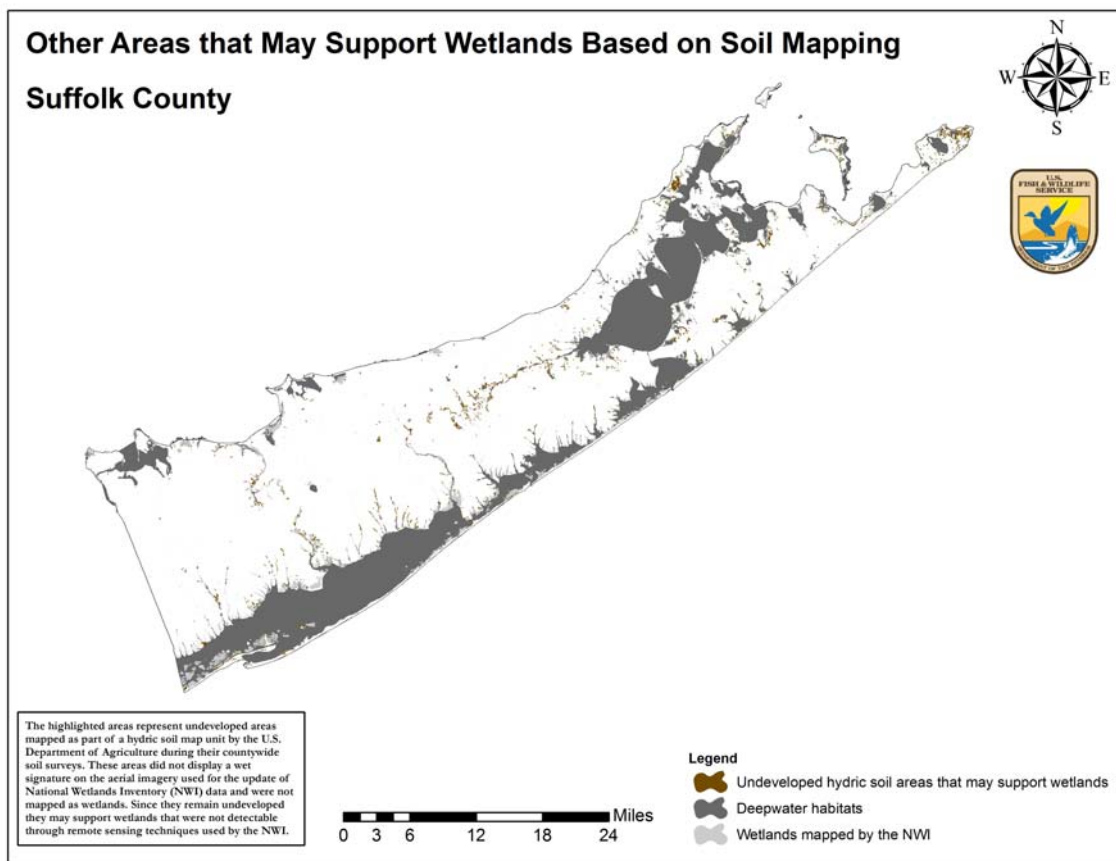 Other Areas that May Support Wetlands Based on Soil Mapping
Suffolk County
N
W
E
S
U.S.
FISH & WILDLIFE
SERVICE
DEPARTMENT OF THE INTERIOR
The highlighted areas represent undeveloped areas
mapped as part of a hydric soil map unit by the U.S.
Department of Agriculture during their countywide
soil surveys. These areas did not display a wet
signature on the aerial imagery used for the update of
National Wetlands Inventory (NWI) data and were not
mapped as wetlands. Since they remain undeveloped
they may support wetlands that were not detectable
through remote sensing techniques used by the NWI.
Miles
0 3 6 12 18 24
Legend
Undeveloped hydric soil areas that may support wetlands
Deepwater habitats
Wetlands mapped by the NWI